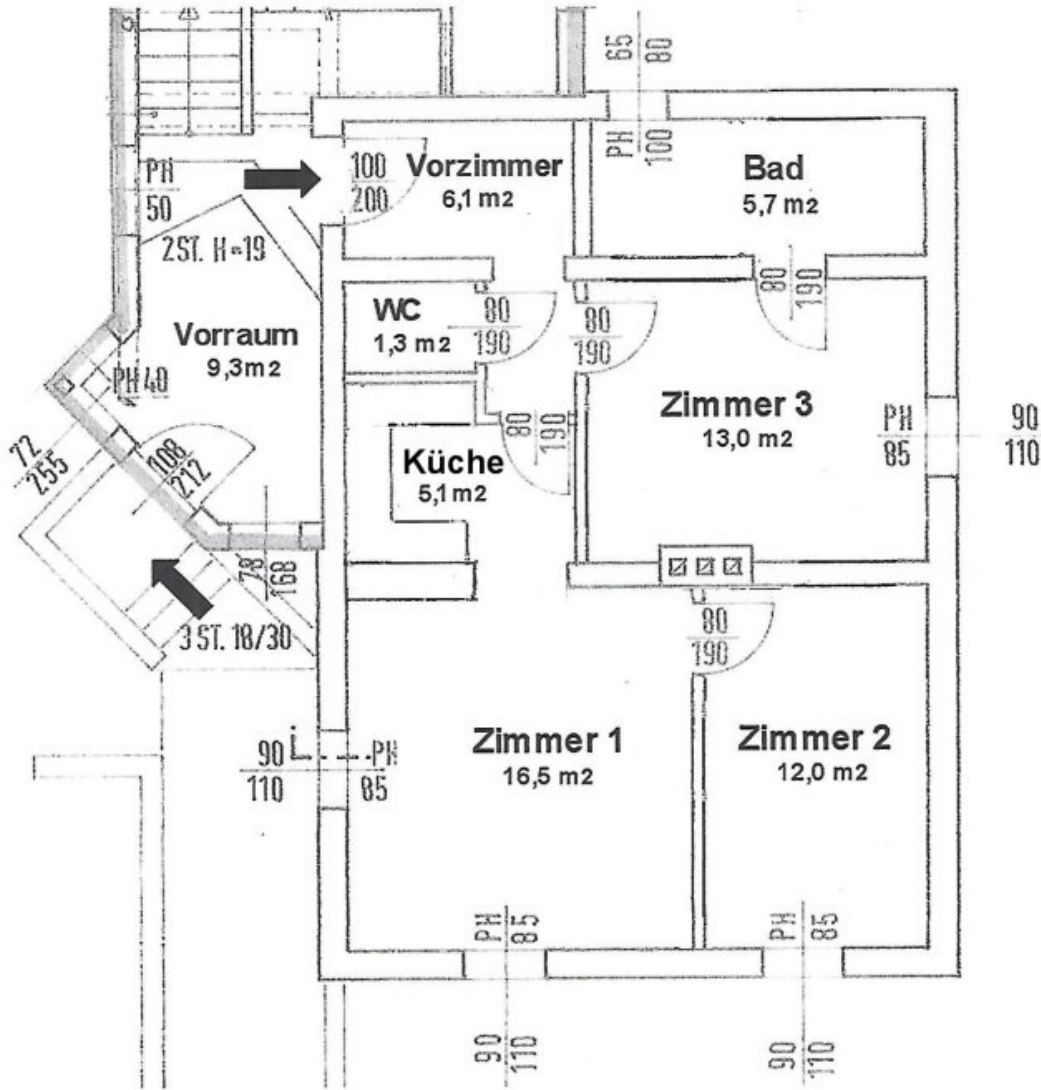 65
80
PH
100
PH
50
100
200
Vorzimmer
6,1 m2
Bad
5,7 m2
2ST. H=19
80
190
WC
1,3 m2
80
190
80
190
Vorraum
9,3m2
PH 40
Zimmer 3
13,0 m2
PH
85
90
110
72
255
108
212
80
190
Küche
5,1 m2
78
168
3 ST. 18/30
80
190
Zimmer 1
16,5 m2
Zimmer 2
12,0 m2
90
110
PH
85
PH
85
PH
85
90
110
90
110